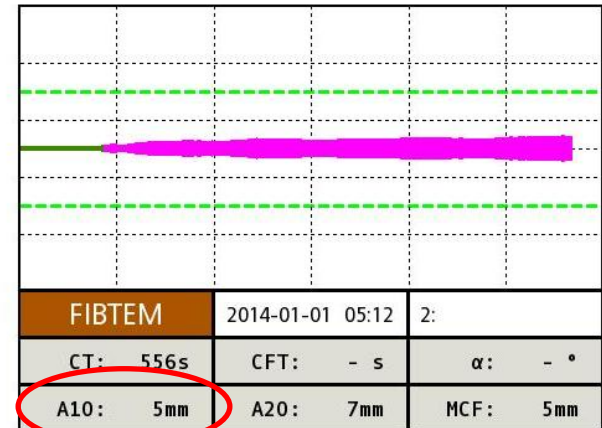 FIBTEM 2014-01-01 05:12 2:
CT: 556s CFT: - s α: - °
A10: 5mm A20: 7mm MCF: 5mm